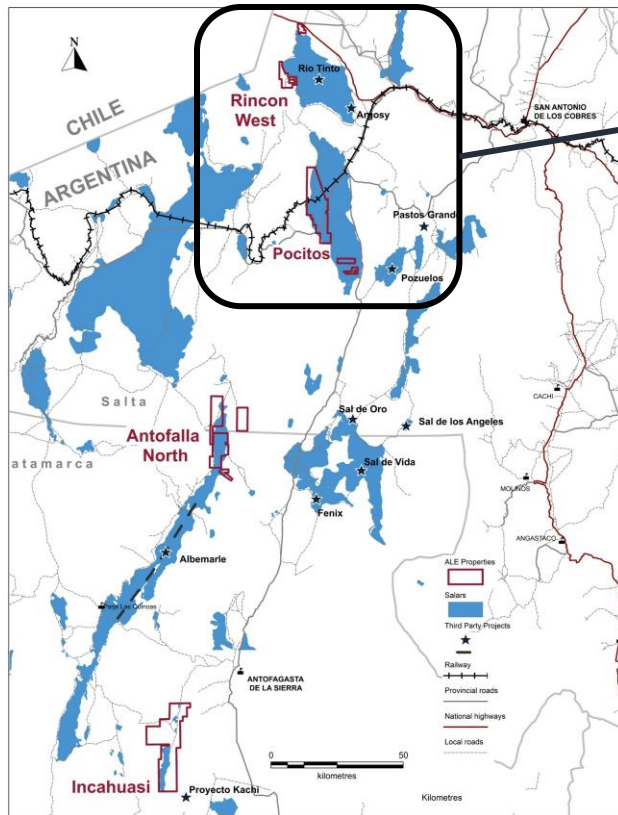 N
CHILE
ARGENTINA
Rio Tinto
Rincon
West
Argosy
SAN ANTONIO
DE LOS COBRES
Pastos Grande
Pocitos
Pozuelos
Salta
CACHI
Sal de Oro
Sal de los Angeles
Antofalla
North
atamarca
Sal de Vida
MOLINOS
Fenix
ANGASTACO
Albemarle
ALE Properties
Salars
Third Party Projects
Railway
Provincial roads
National highways
Local roads
ANTOFAGASTA
DE LA SIERRA
0
50
kilometres
Incahuasi
Proyecto Kachi
Kilometres